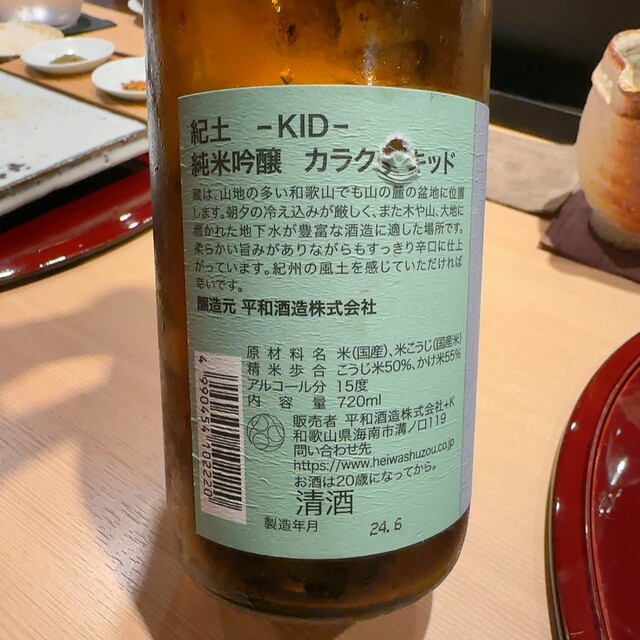 紀土 -KID-
純米吟醸 カラク キッド
蔵は、山地の多い和歌山でも山の麓の盆地に位置
します。朝夕の冷え込みが厳しく、また木や山、大地に
磨かれた地下水が豊富な酒造に適した場所です。
柔らかい旨みがありながらもすっきり辛口に仕上
がっています。紀州の風土を感じていただければ
幸いです。
醸造元 平和酒造株式会社
原材料名 米(国産)、米こうじ(国産米)
精米歩合 こうじ米50%、かけ米55%
アルコール分 15度
内容量 720ml
販売者 平和酒造株式会社+K
和歌山県海南市溝ノ口119
問い合わせ先
https://www.heiwashuzou.co.jp
お酒は20歳になってから。
清酒
製造年月 24.6
4 990454 102220